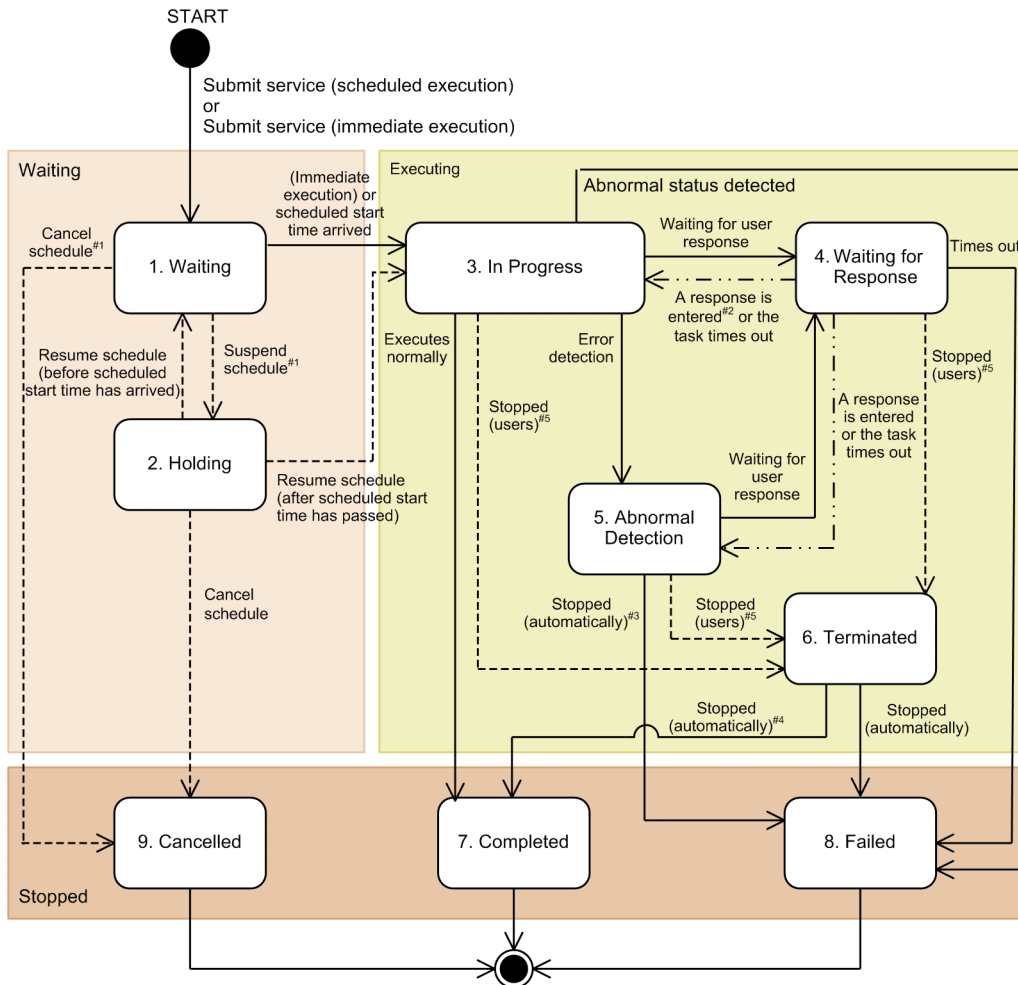 START
Submit service (scheduled execution)
or
Submit service (immediate execution)
Waiting
(Immediate
execution) or
scheduled start
time arrived
Cancel
schedule#1
1. Waiting
Resume schedule
(before scheduled
start time has arrived)
Suspend
schedule#1
2. Holding
Resume schedule
(after scheduled start
time has passed)
Cancel
schedule
Executing
Abnormal status detected
3. In Progress
Waiting for user
response
4. Waiting for
Response
Times out
A response is
entered#2 or the
task times out
Executes
normally
Stopped
(users)#5
Error
detection
Stopped
(users)#5
A response
is entered
or the task
times out
Waiting for
user
response
5. Abnormal
Detection
Stopped
(automatically)#3
Stopped
(users)#5
6. Terminated
Stopped
(automatically)#4
Stopped
(automatically)
9. Cancelled
7. Completed
8. Failed
Stopped